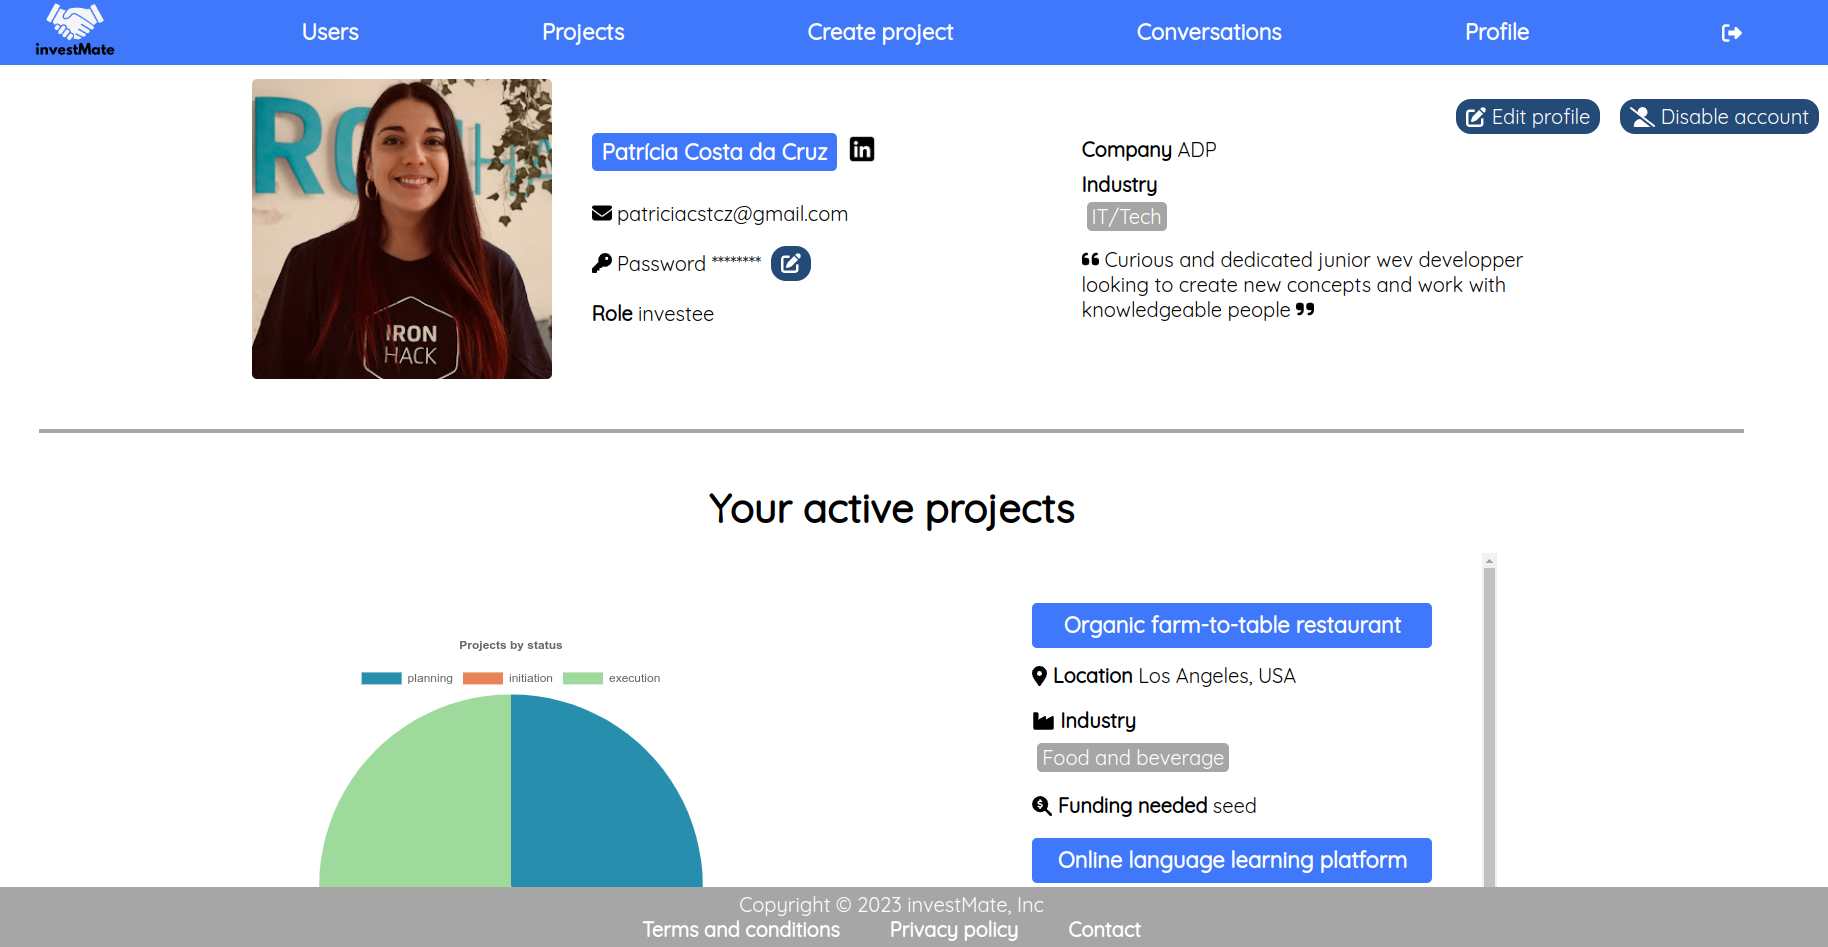 investMate
Users
Projects
Create project
Conversations
Profile
Edit profile
Disable account
Patrícia Costa da Cruz
in
patriciacstcz@gmail.com
Password ********
Role investee
Company ADP
Industry
IT/Tech
Curious and dedicated junior wev developper
looking to create new concepts and work with
knowledgeable people
IRON
HACK
Your active projects
Projects by status
planning
initiation
execution
Organic farm-to-table restaurant
Location Los Angeles, USA
Industry
Food and beverage
Funding needed seed
Online language learning platform
Copyright © 2023 investMate, Inc
Terms and conditions
Privacy policy
Contact